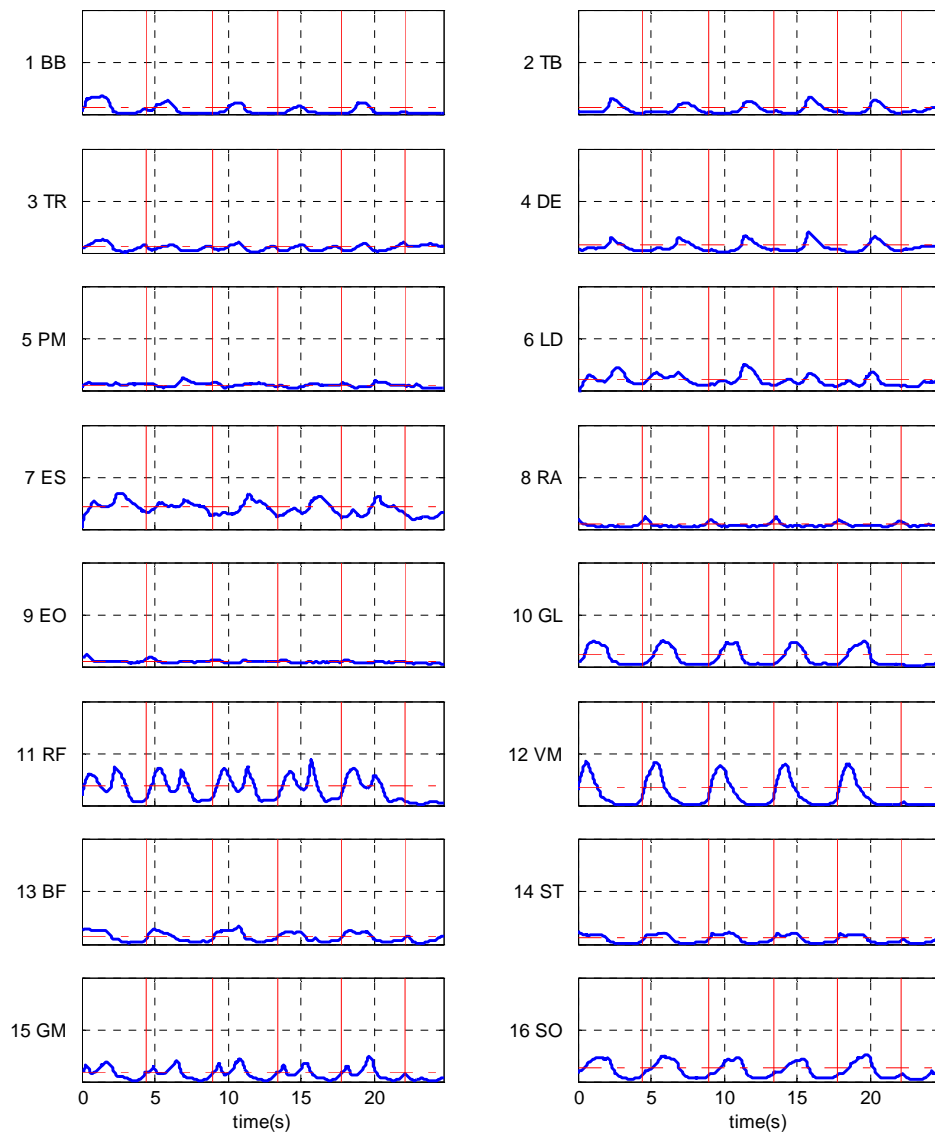 1 BB
2 TB
3 TR
4 DE
5 PM
6 LD
7 ES
8 RA
9 EO
10 GL
11 RF
12 VM
13 BF
14 ST
15 GM
16 SO
0 5 10 15 20
0 5 10 15 20
time(s)
time(s)